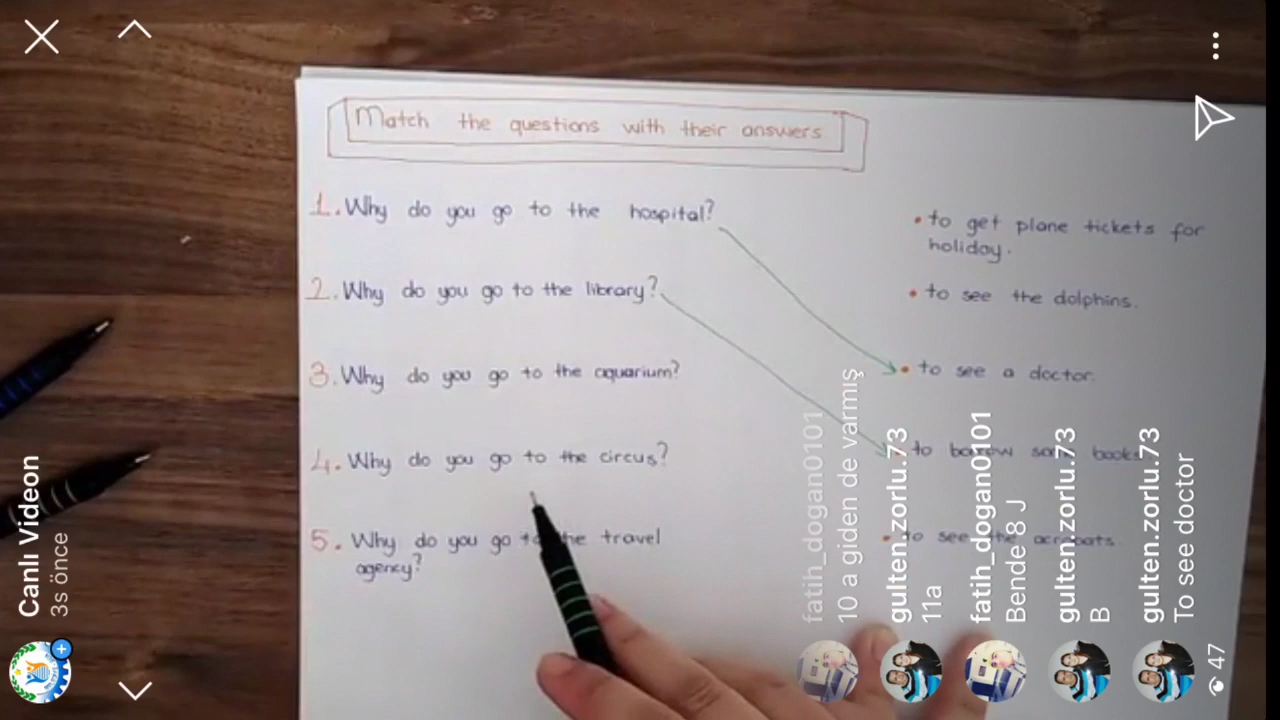 Match the questions with their answers
1. Why do you go to the hospital?
2. Why do you go to the library?
3. Why do you go to the aquarium?
4. Why do you go to the circus?
5. Why do you go to the travel
agency?
• to get plane tickets for
holiday.
• to see the dolphins.
• to see a doctor.
• to borrow some books.
• to see the acrobats.
Canlı Videon
3s önce
fatih_dogan0101
10 a giden de varmış
gulten.zorlu.73
11a
fatih_dogan0101
Bende 8 J
gulten.zorlu.73
B
gulten.zorlu.73
To see doctor
47